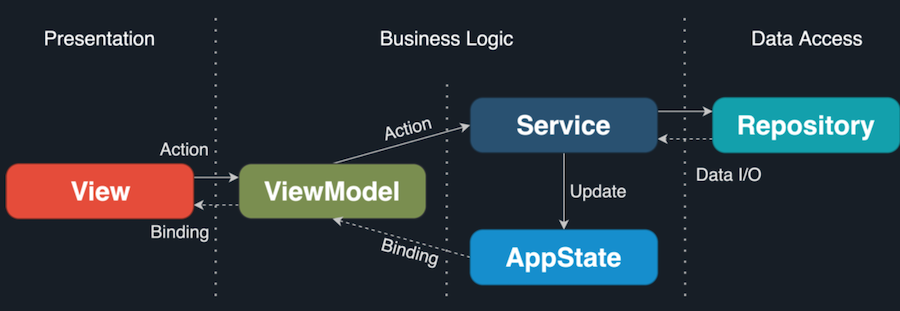 Presentation
Business Logic
Data Access
Action
Service
Repository
Action
View
ViewModel
Update
Data I/O
Binding
Binding
AppState